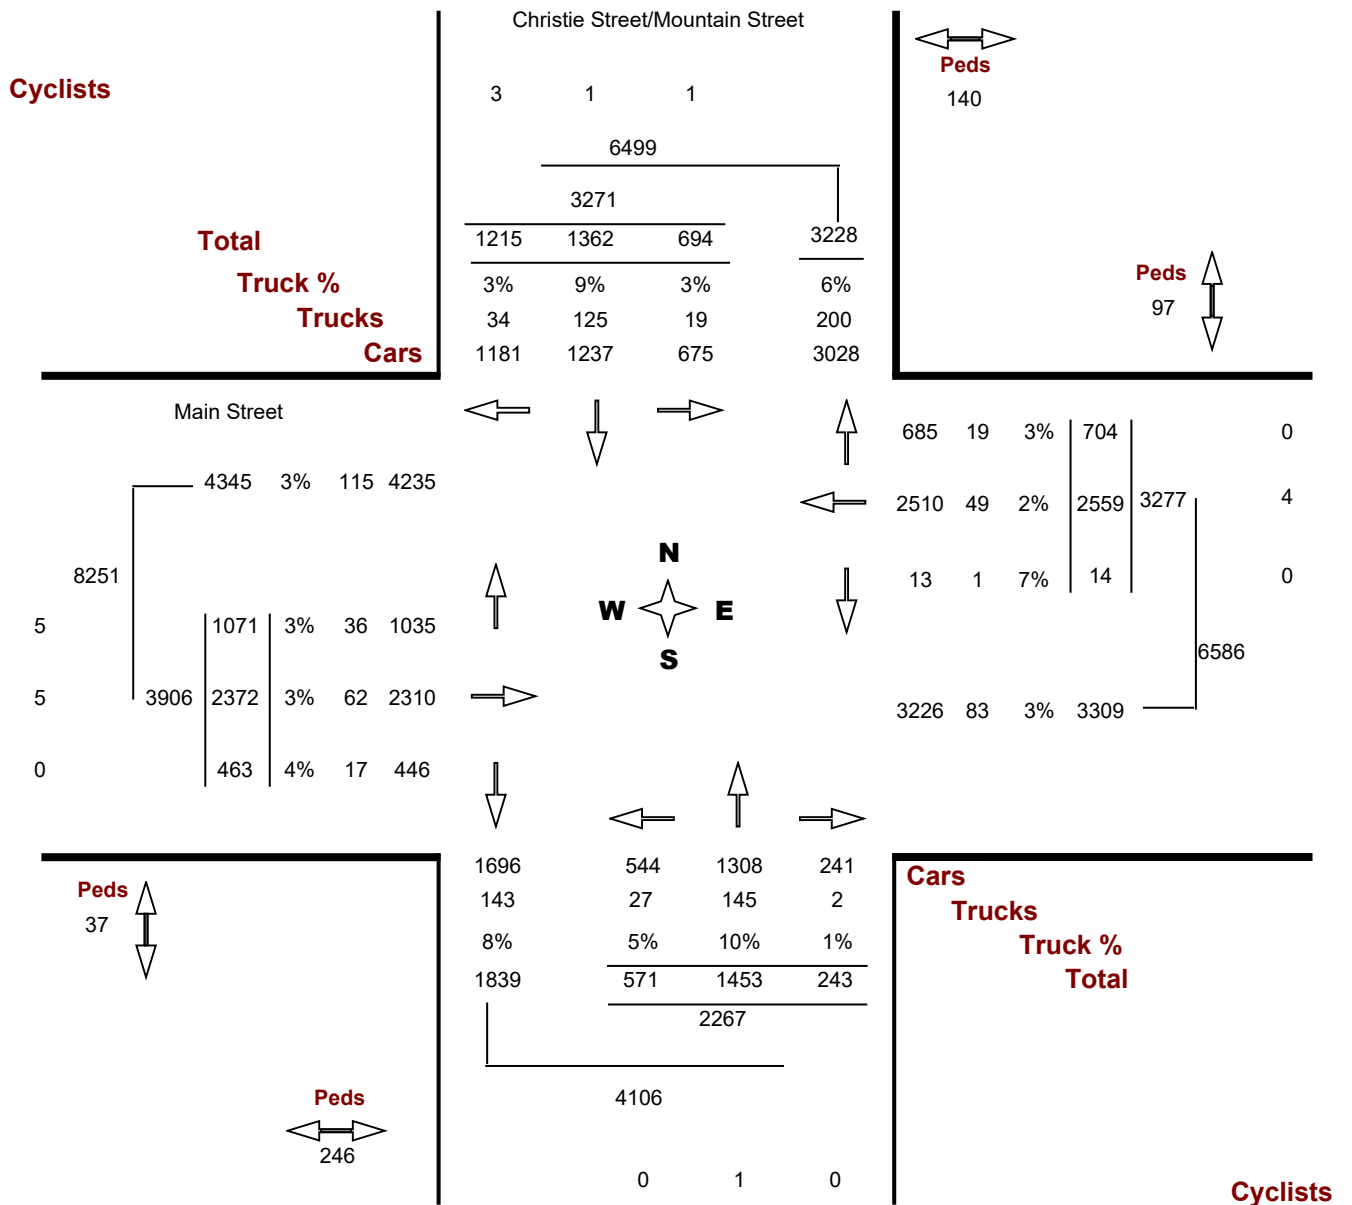 Christie Street/Mountain Street
Peds
140
Cyclists
3 1 1
6499
3271
Total 1215 1362 694 3228
Truck % 3% 9% 3% 6%
Trucks 34 125 19 200
Cars 1181 1237 675 3028
Peds
97
Main Street
685 19 3% 704 0
4345 3% 115 4235
2510 49 2% 2559 3277 4
N
8251
13 1 7% 14 0
W E
5 1071 3% 36 1035
S
6586
5 3906 2372 3% 62 2310
3226 83 3% 3309
0 463 4% 17 446
1696 544 1308 241
Cars
Peds
37
143 27 145 2
Trucks
8% 5% 10% 1%
Truck %
1839 571 1453 243
Total
2267
4106
Peds
246
0 1 0
Cyclists